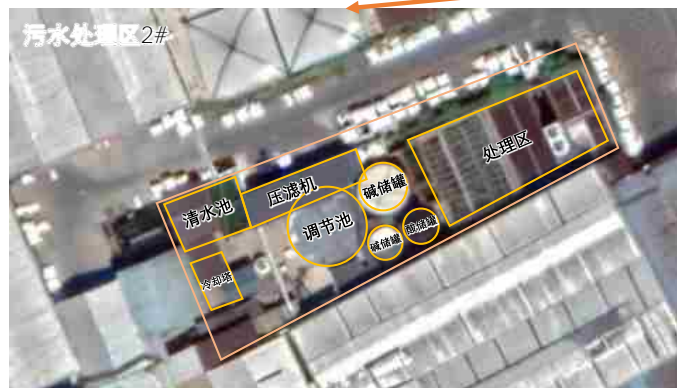 污水处理区2#
处理区
碱储罐
压滤机
清水池
调节池
酸储罐
碱储罐
冷却塔